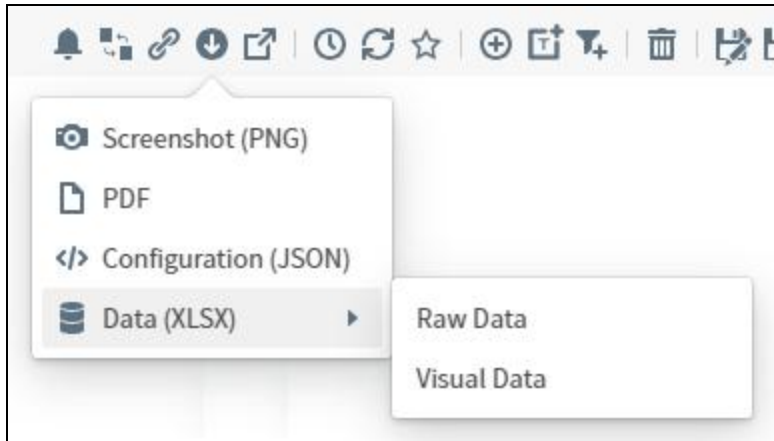 Screenshot (PNG)
PDF
Configuration (JSON)
Data (XLSX)
Raw Data
Visual Data